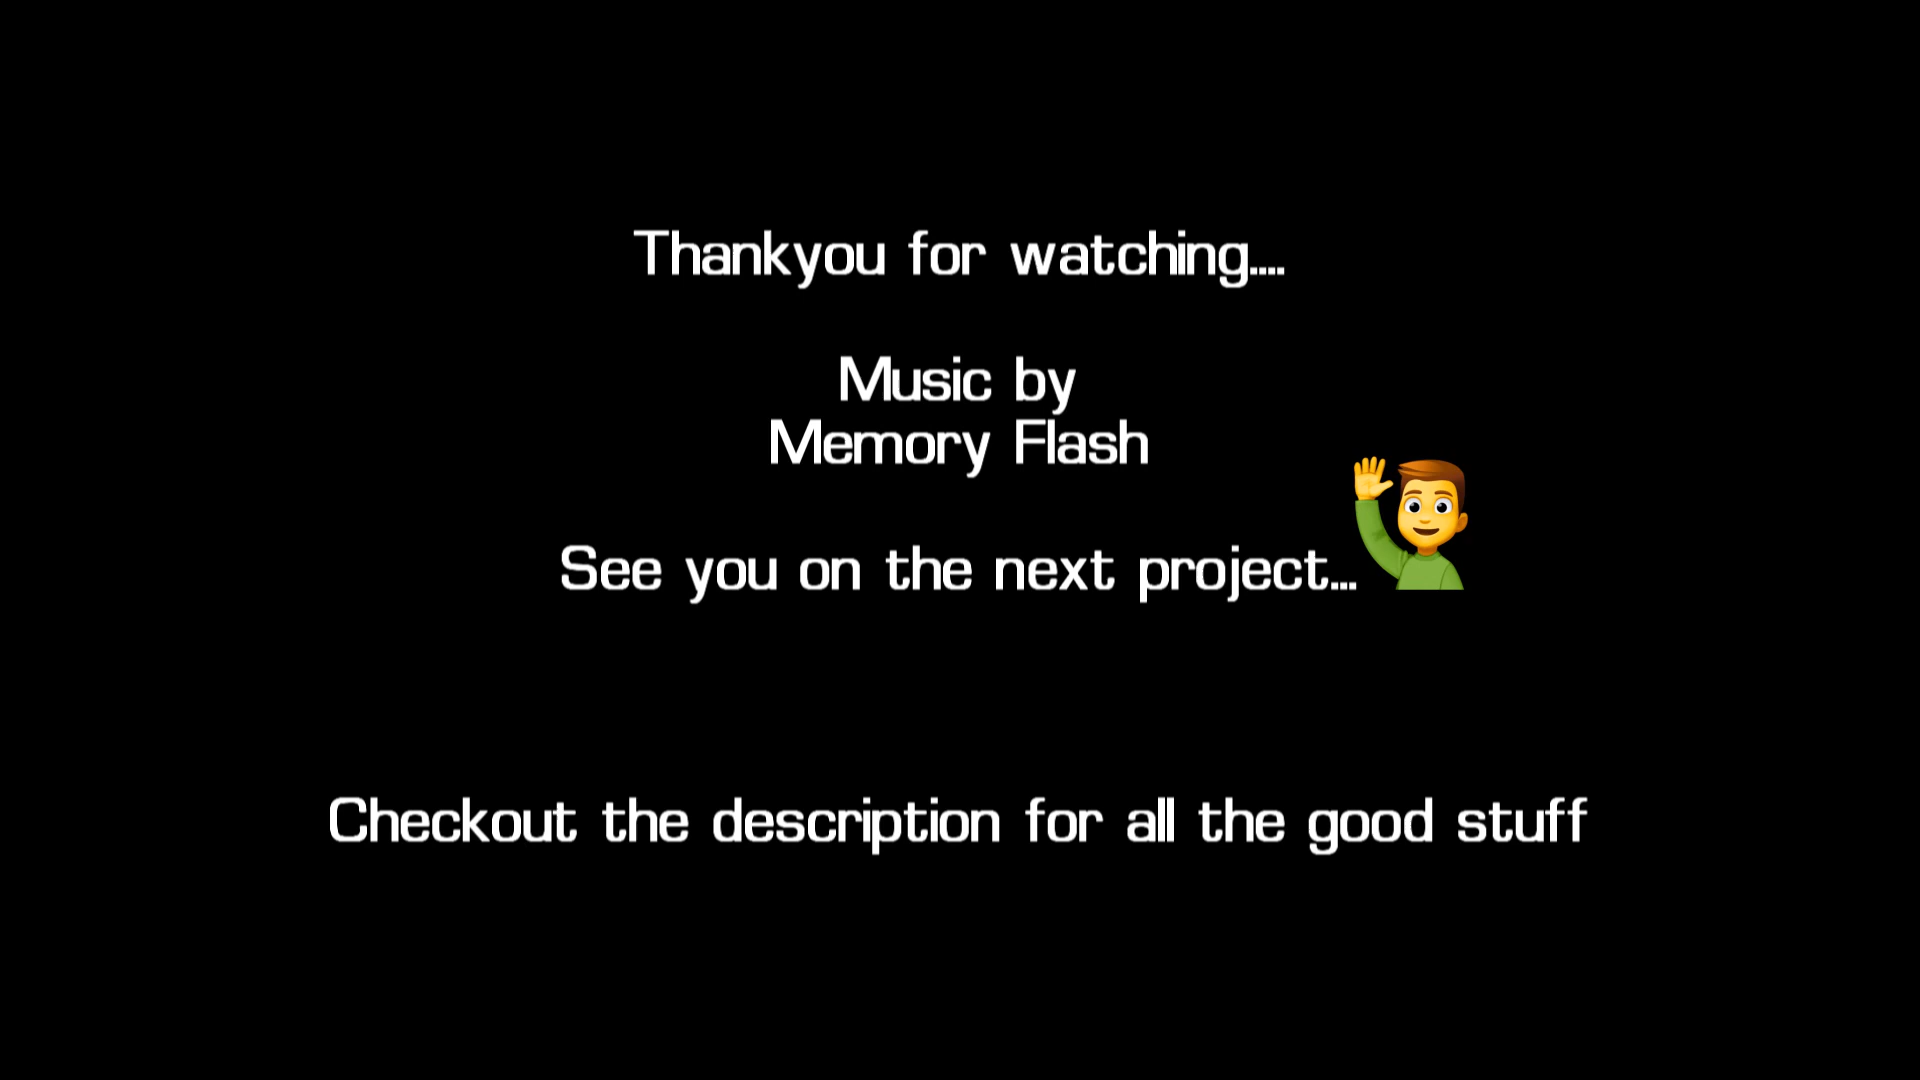 Thankyou for watching....
Music by
Memory Flash
See you on the next project...
Checkout the description for all the good stuff